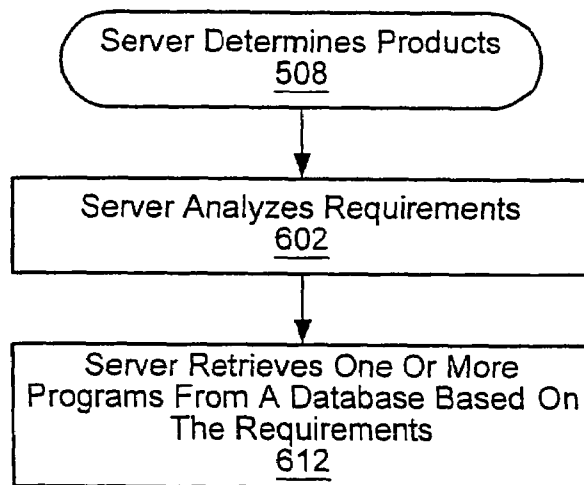 Server Determines Products
508
Server Analyzes Requirements
602
Server Retrieves One Or More
Programs From A Database Based On
The Requirements
612